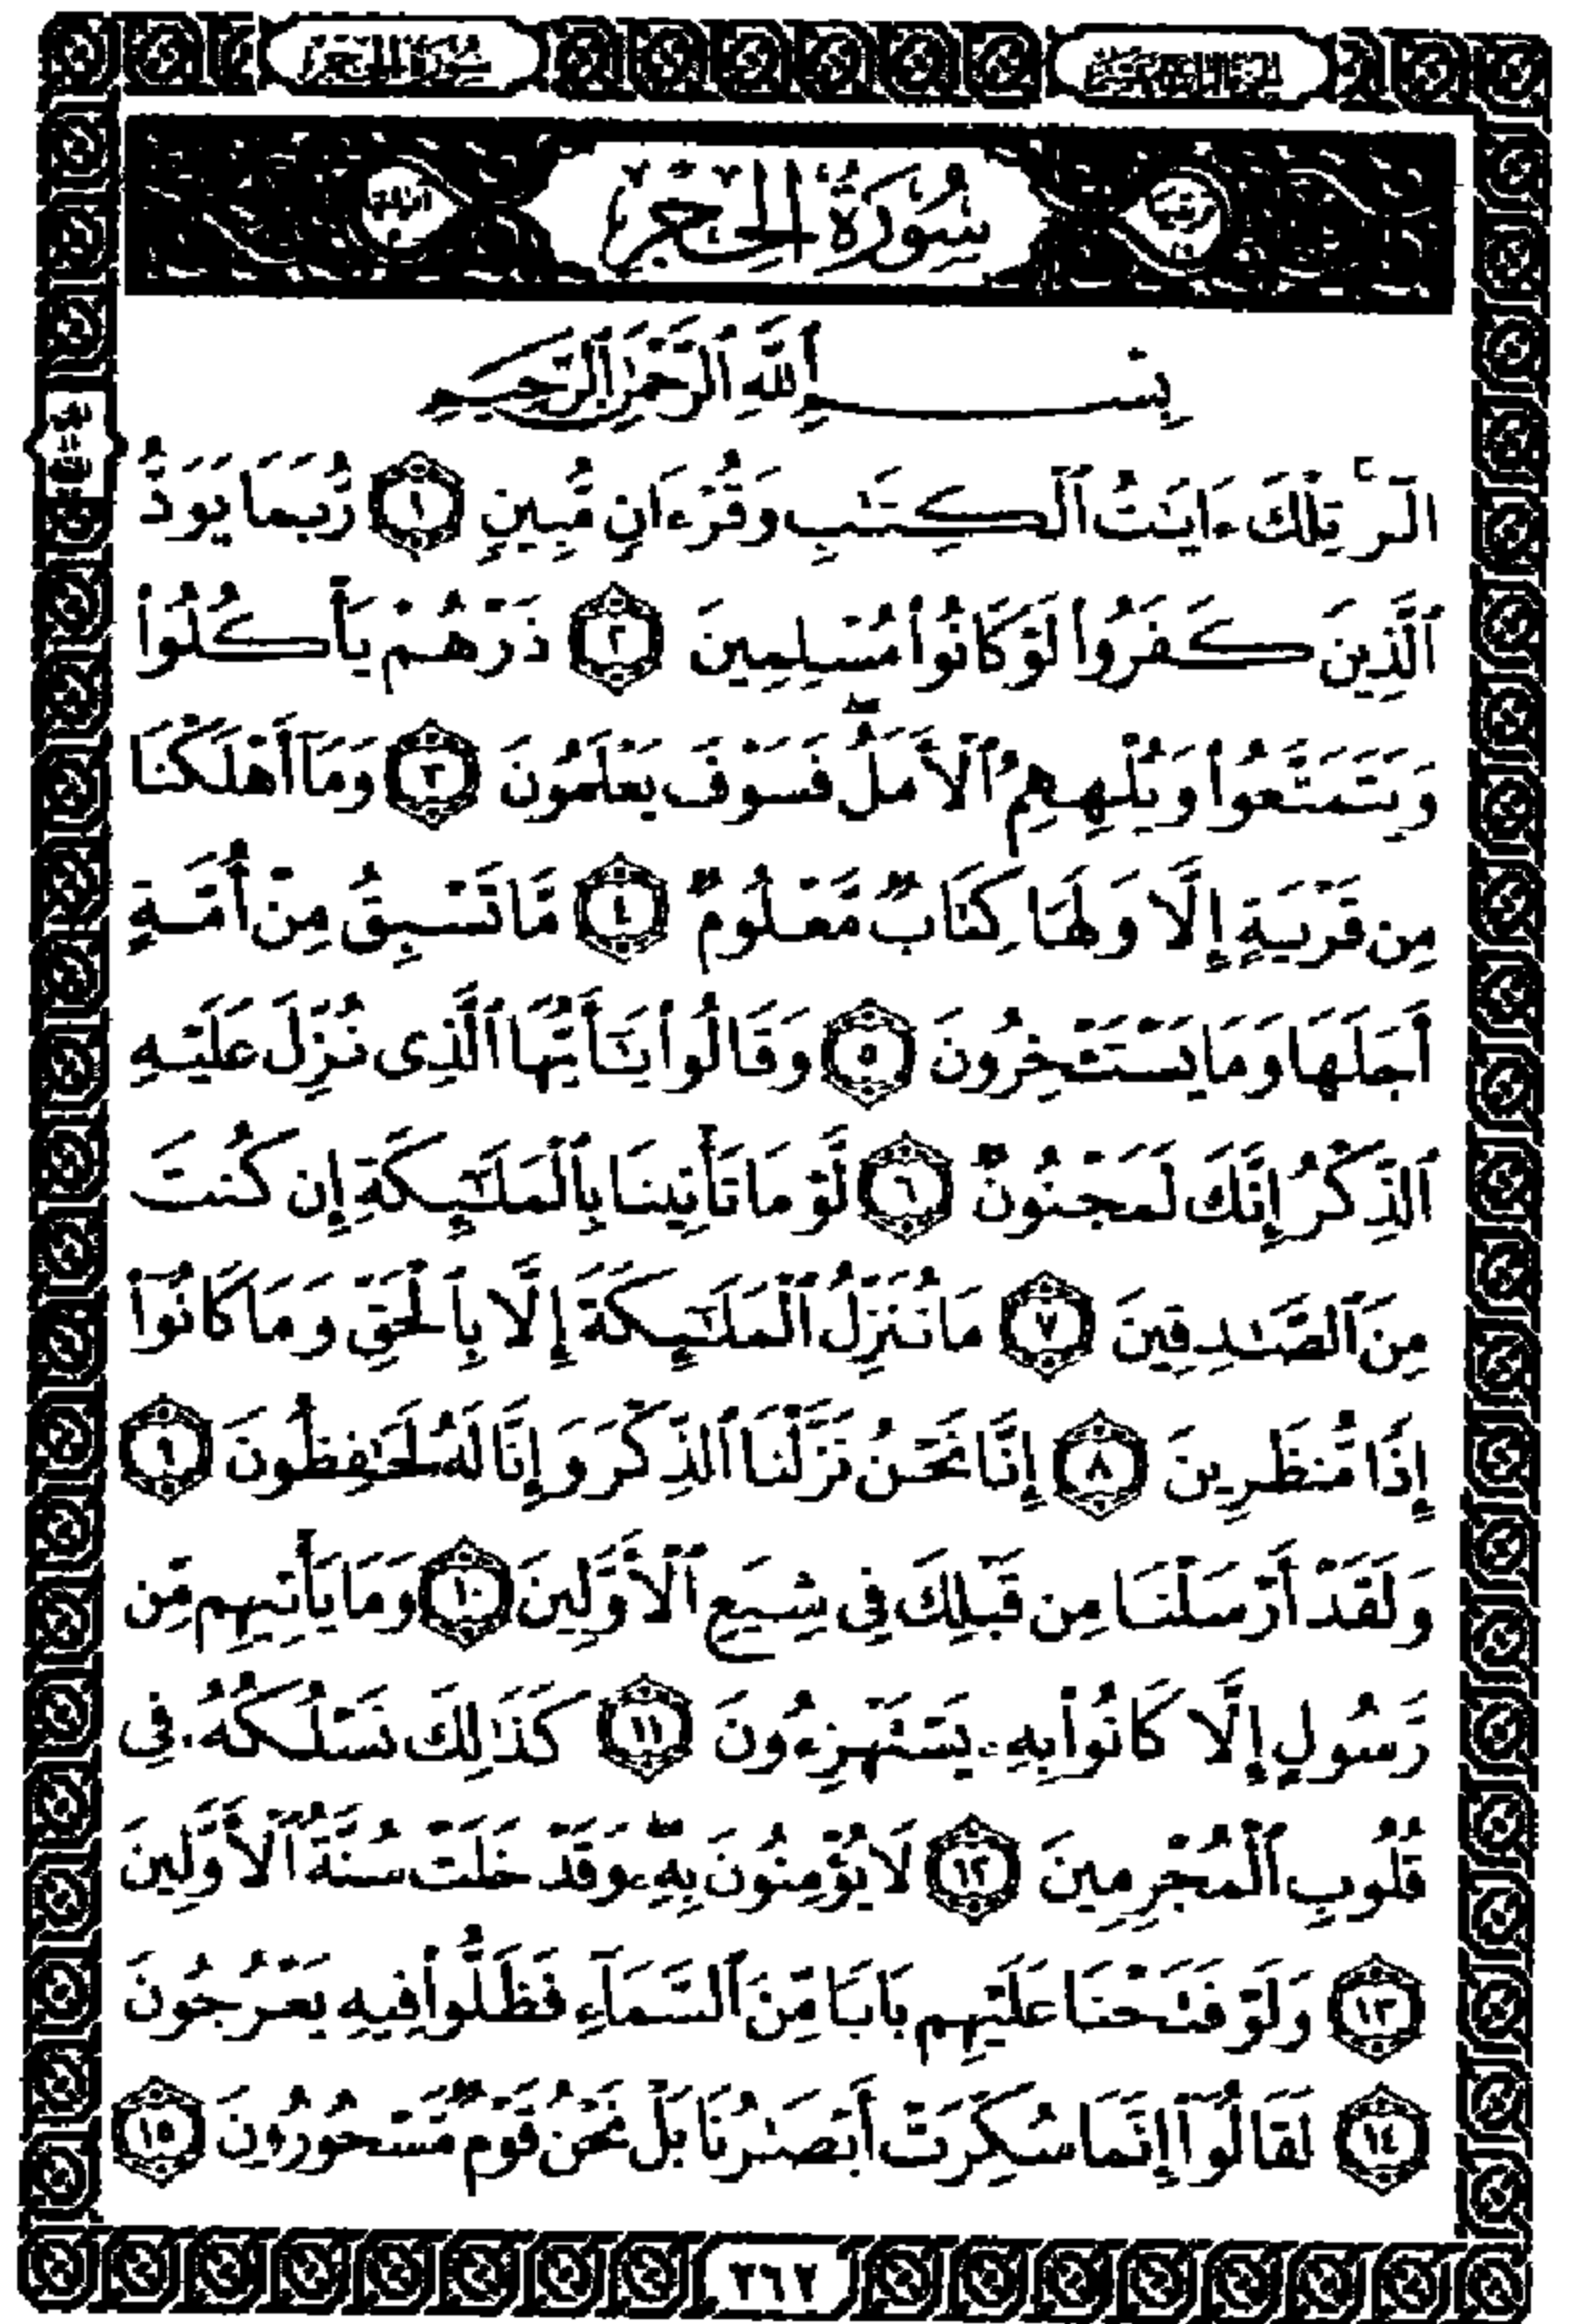 سُورَةُ الحِجْرِ
بِسْمِ ٱللَّهِ ٱلرَّحْمَٰنِ ٱلرَّحِيمِ
الٓر تِلْكَ ءَايَٰتُ ٱلْكِتَٰبِ وَقُرْءَانٍ مُّبِينٍ ١ رُّبَمَا يَوَدُّ
ٱلَّذِينَ كَفَرُوا۟ لَوْ كَانُوا۟ مُسْلِمِينَ ٢ ذَرْهُمْ يَأْكُلُوا۟
وَيَتَمَتَّعُوا۟ وَيُلْهِهِمُ ٱلْأَمَلُ ۖ فَسَوْفَ يَعْلَمُونَ ٣ وَمَآ أَهْلَكْنَا
مِن قَرْيَةٍ إِلَّا وَلَهَا كِتَابٌ مَّعْلُومٌ ٤ مَّا تَسْبِقُ مِنْ أُمَّةٍ
أَجَلَهَا وَمَا يَسْتَـْٔخِرُونَ ٥ وَقَالُوا۟ يَٰٓأَيُّهَا ٱلَّذِى نُزِّلَ عَلَيْهِ
ٱلذِّكْرُ إِنَّكَ لَمَجْنُونٌ ٦ لَّوْ مَا تَأْتِينَا بِٱلْمَلَٰٓئِكَةِ إِن كُنتَ
مِنَ ٱلصَّٰدِقِينَ ٧ مَا نُنَزِّلُ ٱلْمَلَٰٓئِكَةَ إِلَّا بِٱلْحَقِّ وَمَا كَانُوٓا۟
إِذًا مُّنظَرِينَ ٨ إِنَّا نَحْنُ نَزَّلْنَا ٱلذِّكْرَ وَإِنَّا لَهُۥ لَحَٰفِظُونَ ٩
وَلَقَدْ أَرْسَلْنَا مِن قَبْلِكَ فِى شِيَعِ ٱلْأَوَّلِينَ ١٠ وَمَا يَأْتِيهِم مِّن
رَّسُولٍ إِلَّا كَانُوا۟ بِهِۦ يَسْتَهْزِءُونَ ١١ كَذَٰلِكَ نَسْلُكُهُۥ فِى
قُلُوبِ ٱلْمُجْرِمِينَ ١٢ لَا يُؤْمِنُونَ بِهِۦ ۖ وَقَدْ خَلَتْ سُنَّةُ ٱلْأَوَّلِينَ
١٣ وَلَوْ فَتَحْنَا عَلَيْهِم بَابًا مِّنَ ٱلسَّمَآءِ فَظَلُّوا۟ فِيهِ يَعْرُجُونَ
١٤ لَقَالُوٓا۟ إِنَّمَا سُكِّرَتْ أَبْصَٰرُنَا بَلْ نَحْنُ قَوْمٌ مَّسْحُورُونَ ١٥
٢٦٢